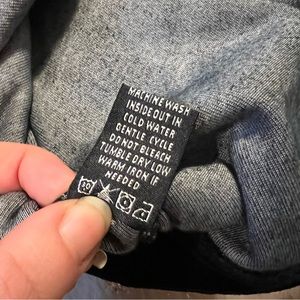 MACHINE WASH
INSIDE OUT IN
COLD WATER
GENTLE CYCLE
DO NOT BLEACH
TUMBLE DRY LOW
WARM IRON IF
NEEDED